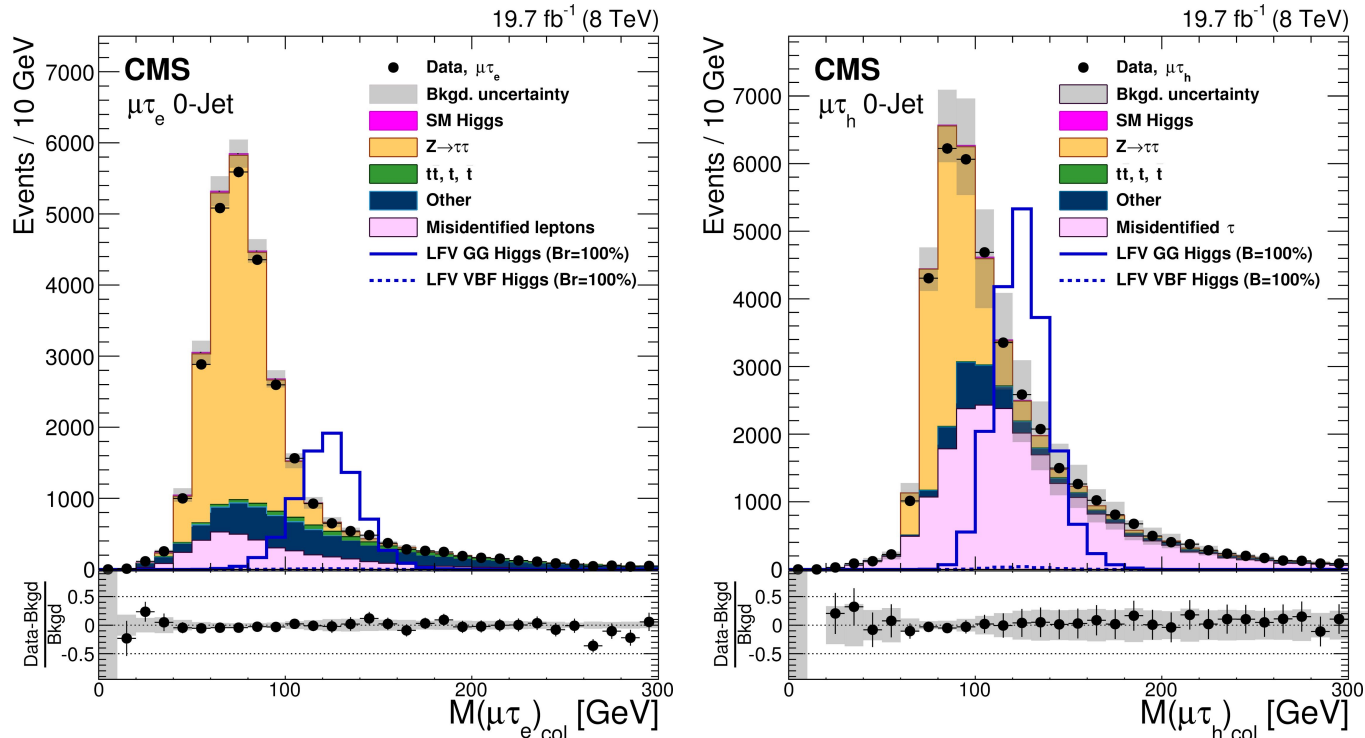 19.7 fb⁻¹ (8 TeV)
Events / 10 GeV
CMS
μτₑ 0-Jet
Data, μτₑ
Bkgd. uncertainty
SM Higgs
Z→ττ
tt, t, t
Other
Misidentified leptons
LFV GG Higgs (Br=100%)
LFV VBF Higgs (Br=100%)
7000
6000
5000
4000
3000
2000
1000
0
Data-Bkgd
Bkgd
0.5
0
-0.5
0 100 200 300
M(μτₑ)col [GeV]
19.7 fb⁻¹ (8 TeV)
Events / 10 GeV
CMS
μτₕ 0-Jet
Data, μτₕ
Bkgd. uncertainty
SM Higgs
Z→ττ
tt, t, t
Other
Misidentified τ
LFV GG Higgs (B=100%)
LFV VBF Higgs (B=100%)
7000
6000
5000
4000
3000
2000
1000
0
Data-Bkgd
Bkgd
0.5
0
-0.5
0 100 200 300
M(μτₕ)col [GeV]